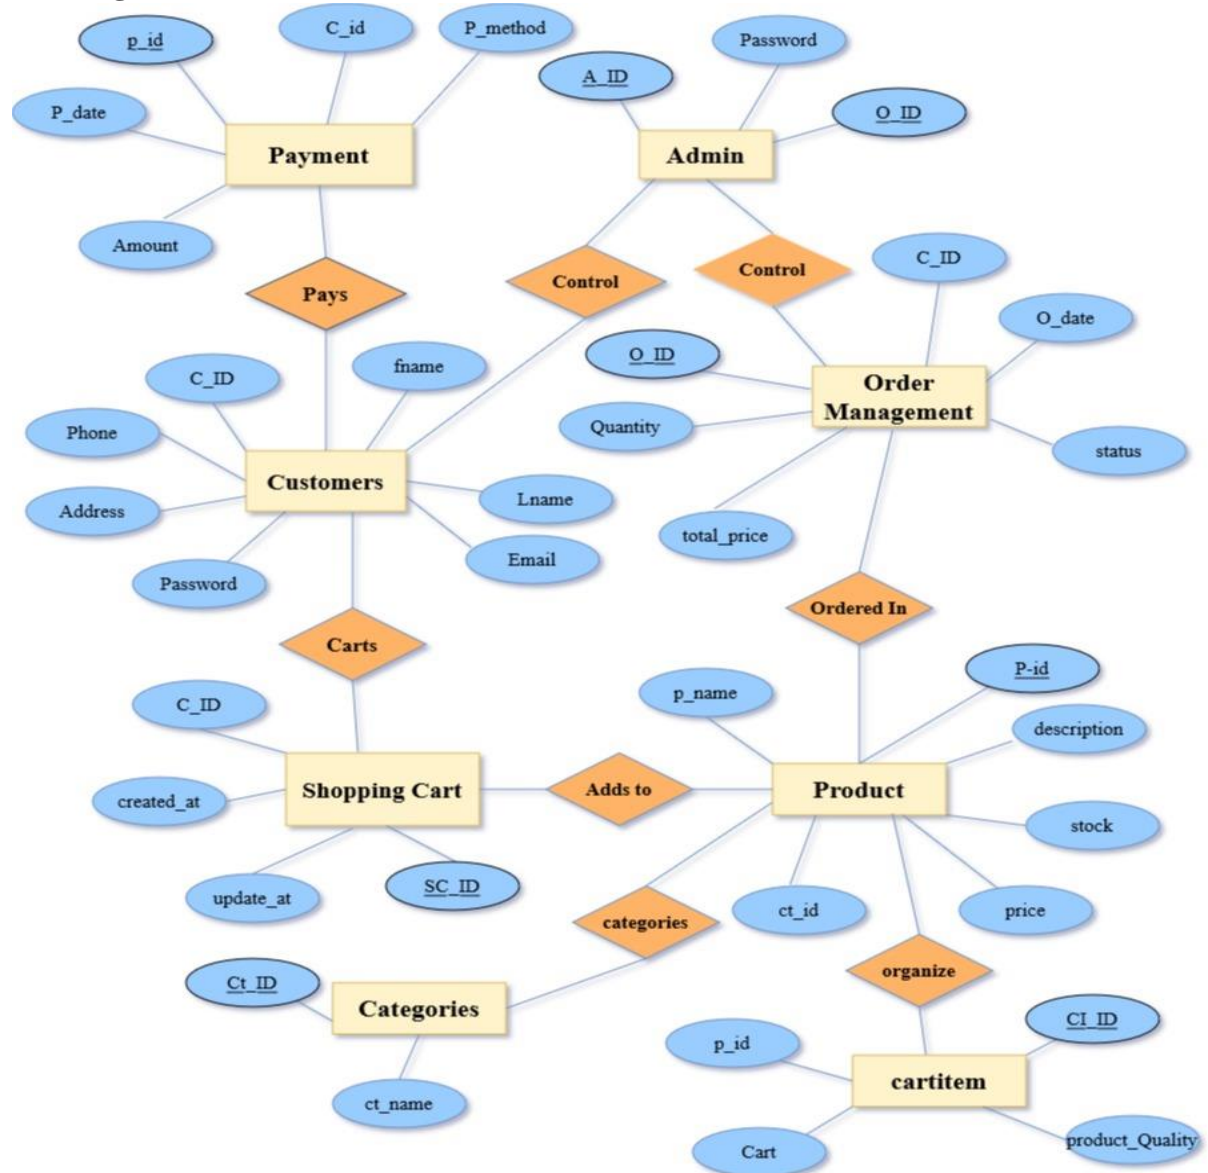 p_id
C_id
P_method
P_date
Payment
Amount
Password
A_ID
O_ID
Admin
Pays
Control
Control
C_ID
O_date
O_ID
Order
Management
Quantity
status
total_price
C_ID
fname
Phone
Customers
Lname
Address
Email
Password
Carts
Ordered In
P-id
p_name
description
C_ID
Shopping Cart
Adds to
Product
created_at
stock
update_at
SC_ID
categories
ct_id
price
Ct_ID
Categories
organize
ct_name
CI_ID
p_id
cartitem
Cart
product_Quality